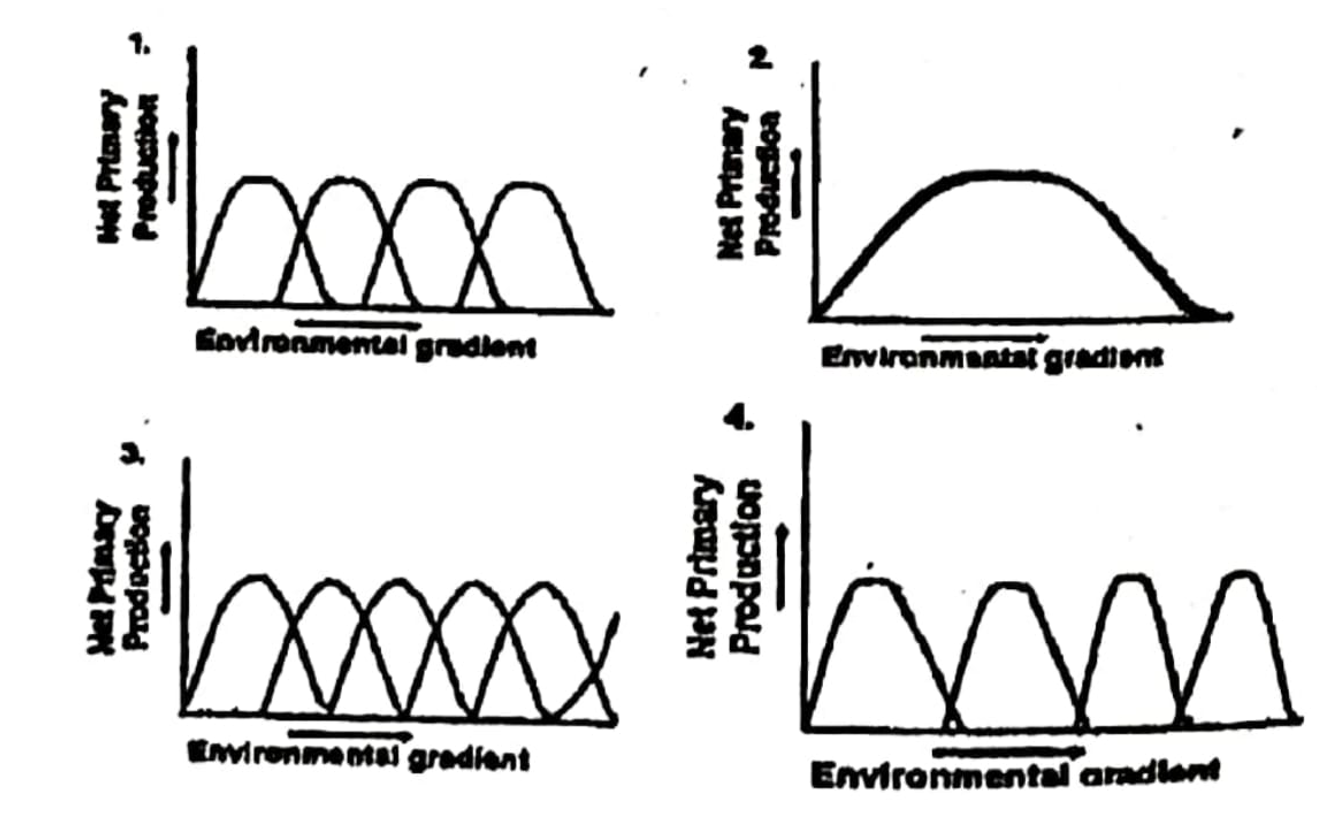 1.
Net Primary
Production
Environmental gradient
2.
Net Primary
Production
Environmental gradient
3.
Net Primary
Production
Environmental gradient
4.
Net Primary
Production
Environmental gradient